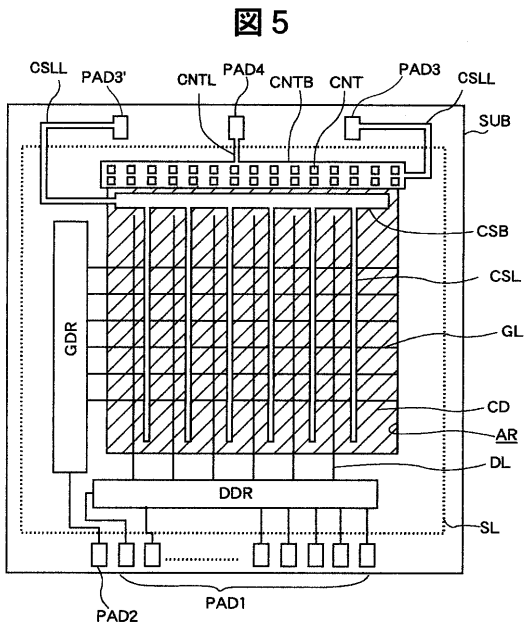 図5
CSLL
PAD3'
CNTL
PAD4
CNTB
CNT
PAD3
CSLL
SUB
CSB
CSL
GL
GDR
CD
AR
DL
DDR
SL
PAD2
PAD1